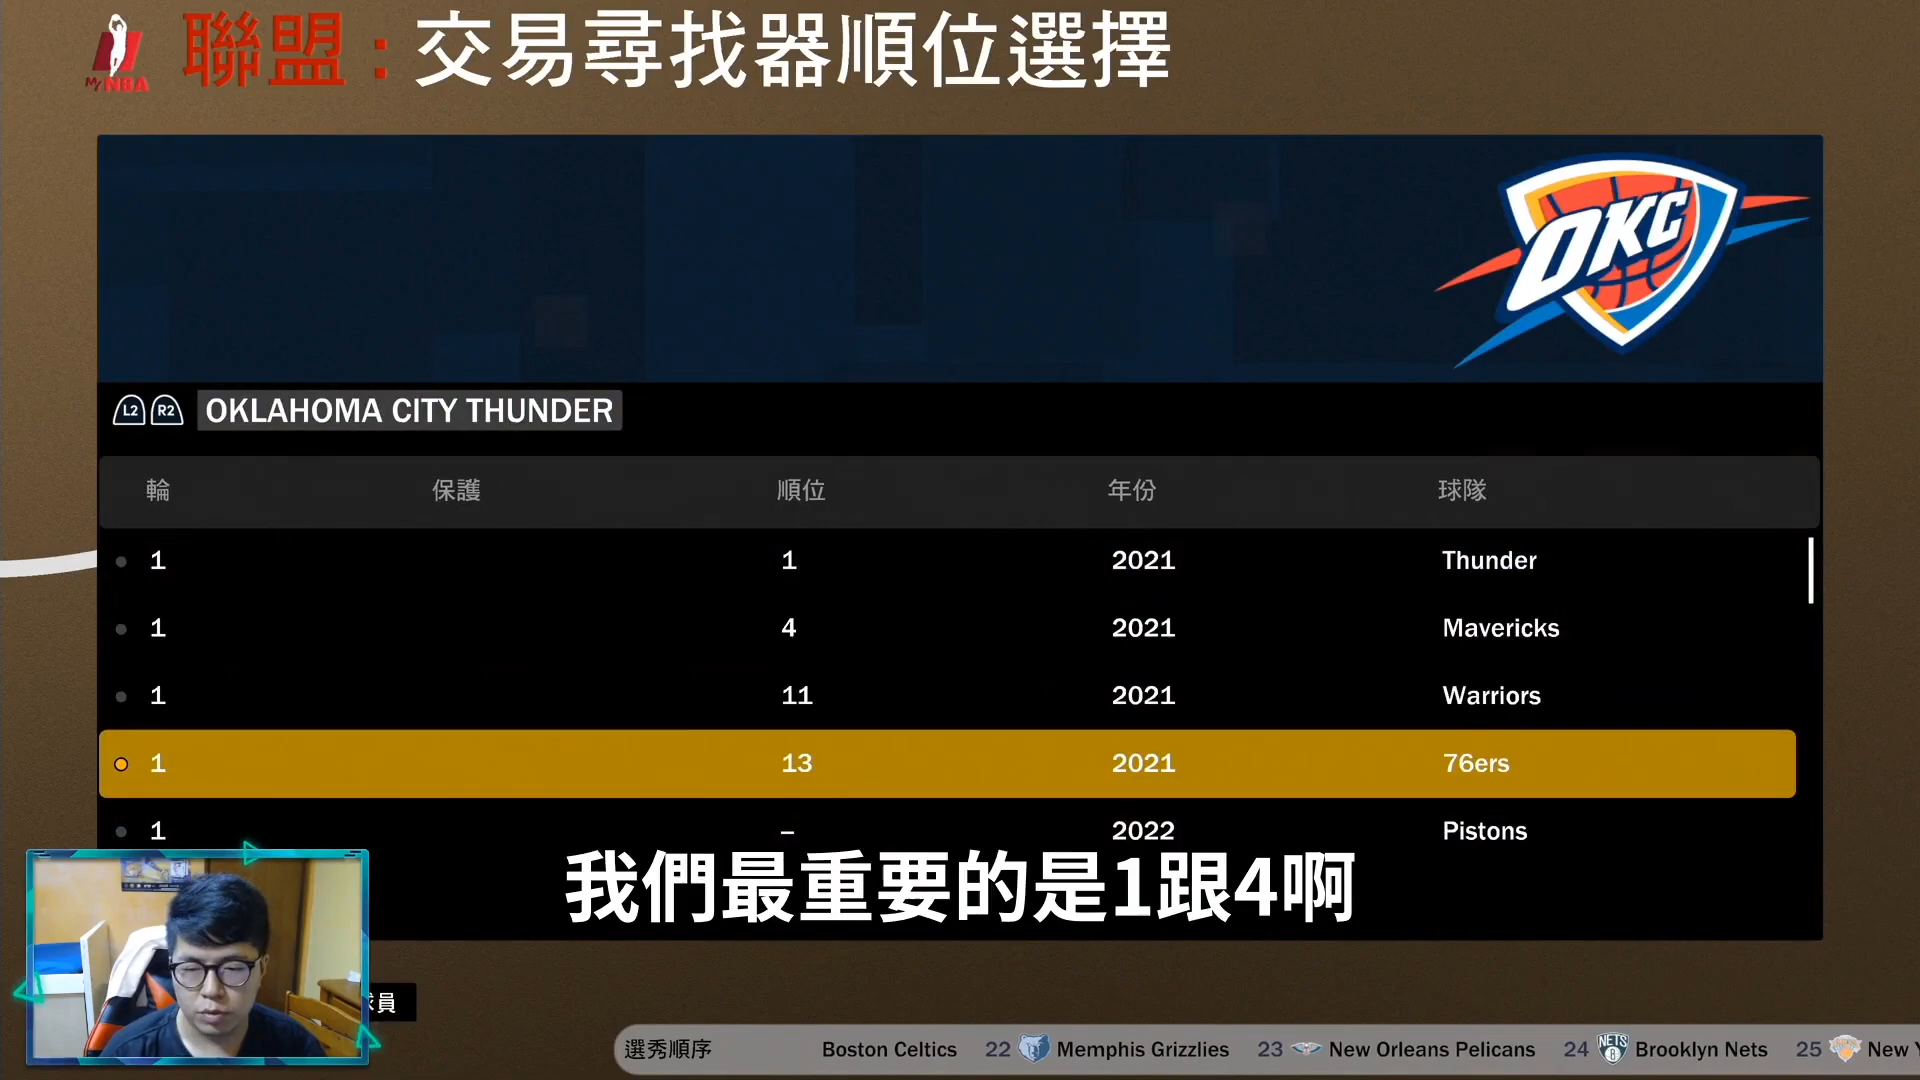 My NBA
聯盟：交易尋找器順位選擇
OKC
L2 R2 OKLAHOMA CITY THUNDER
輪 保護 順位 年份 球隊
1 1 2021 Thunder
1 4 2021 Mavericks
1 11 2021 Warriors
1 13 2021 76ers
1 – 2022 Pistons
我們最重要的是1跟4啊
員
選秀順序 Boston Celtics 22 Memphis Grizzlies 23 New Orleans Pelicans 24 NETS B Brooklyn Nets 25 New